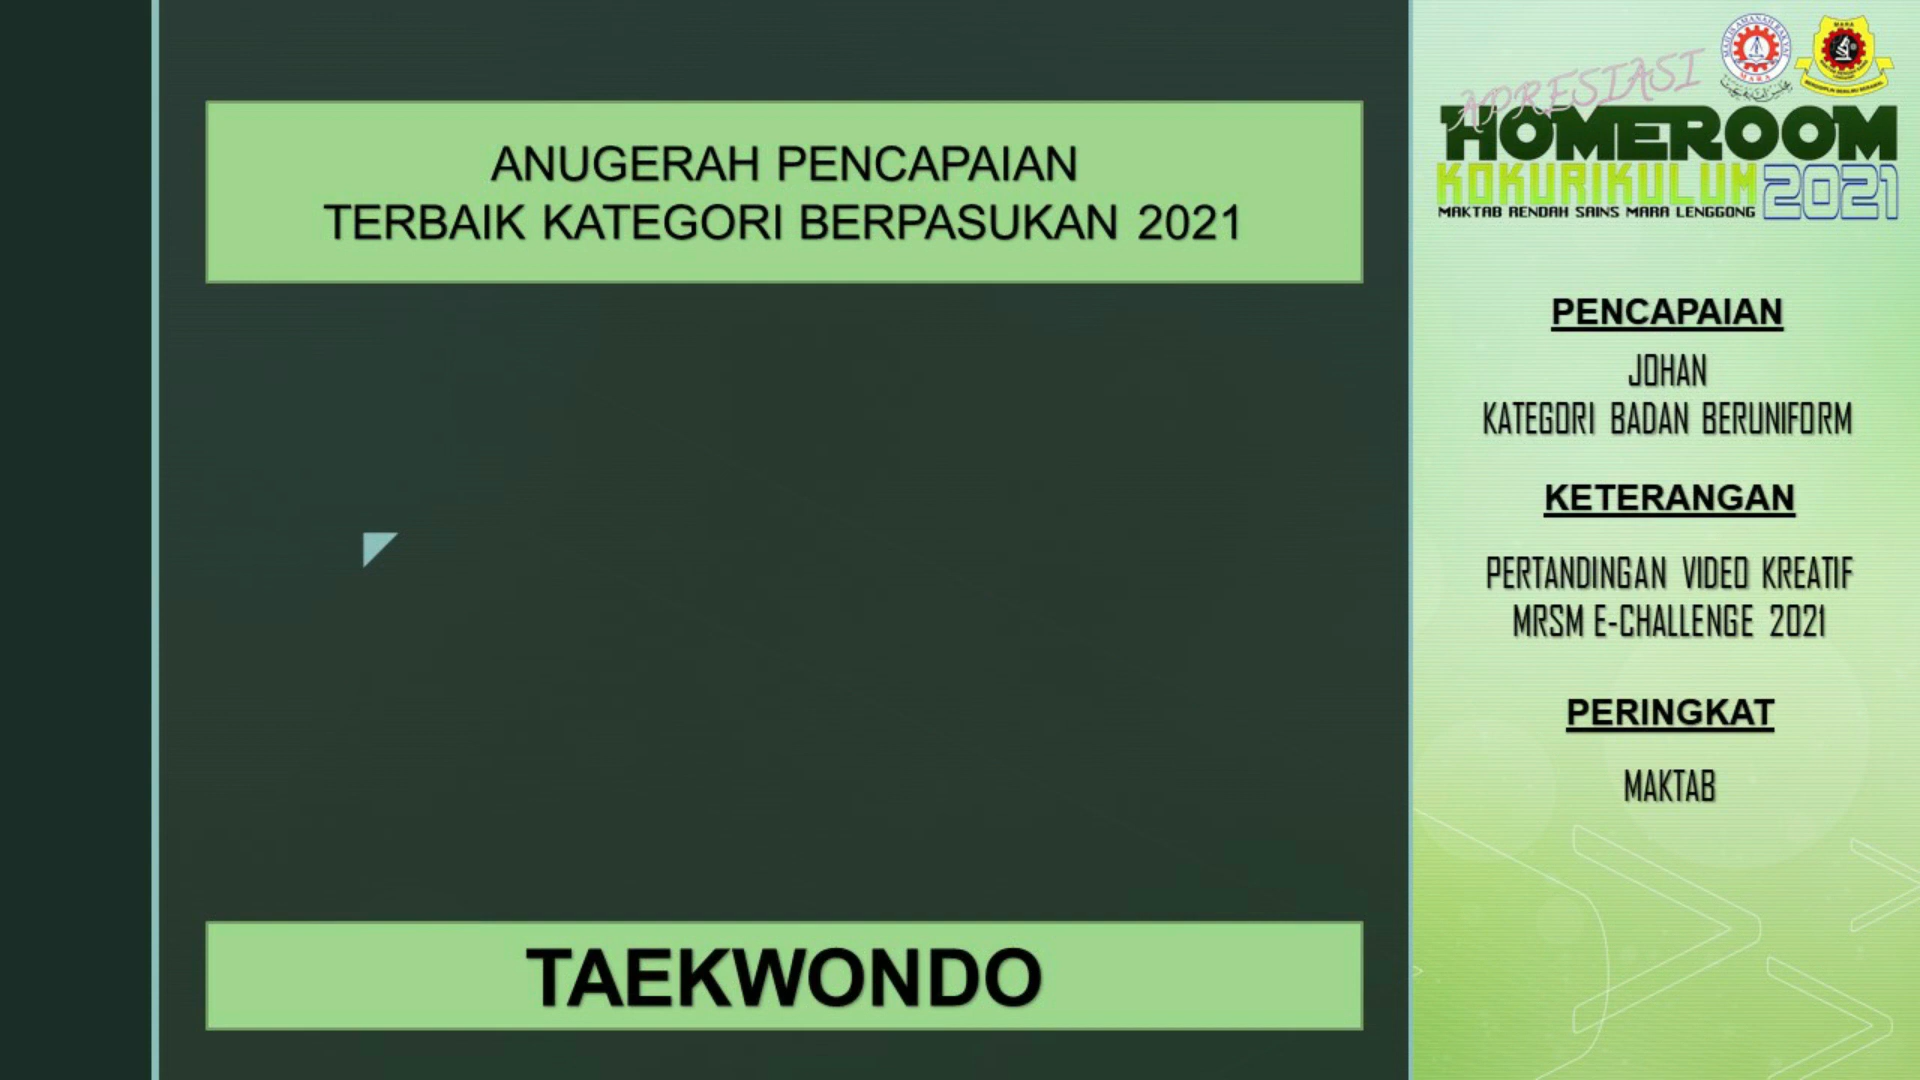 ANUGERAH PENCAPAIAN
TERBAIK KATEGORI BERPASUKAN 2021
TAEKWONDO
APRESIASI
HOMEROOM
KOKURIKULUM 2021
MAKTAB RENDAH SAINS MARA LENGGONG
PENCAPAIAN
JOHAN
KATEGORI BADAN BERUNIFORM
KETERANGAN
PERTANDINGAN VIDEO KREATIF
MRSM E-CHALLENGE 2021
PERINGKAT
MAKTAB